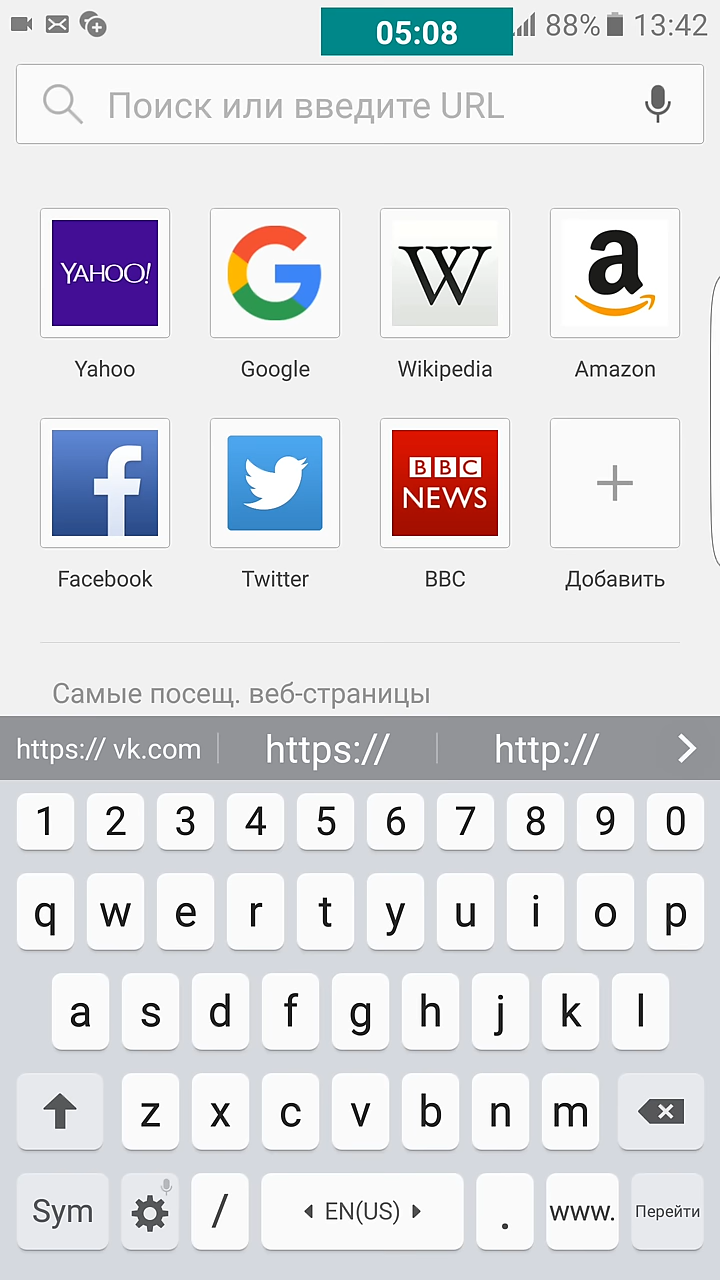 05:08 88% 13:42
Поиск или введите URL
YAHOO! G W a
Yahoo Google Wikipedia Amazon
f BBC NEWS
Facebook Twitter BBC Добавить
Самые посещ. веб-страницы
https:// vk.com https:// http://
1 2 3 4 5 6 7 8 9 0
q w e r t y u i o p
a s d f g h j k l
z x c v b n m
Sym / EN(US) . www. Перейти